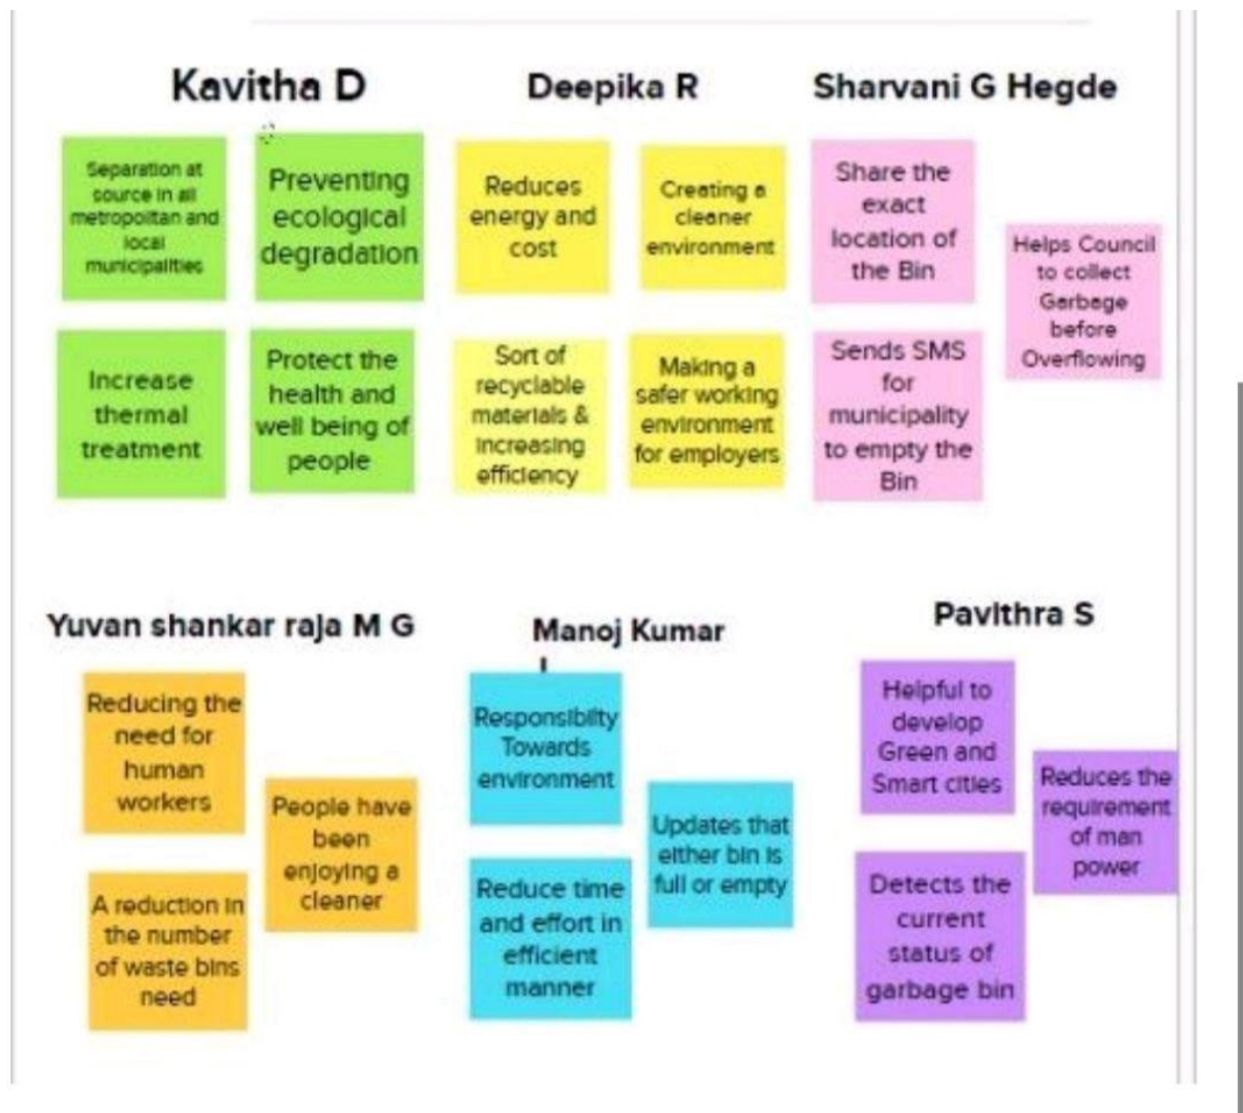 Kavitha D
Separation at
source in all
metropolitan and
local
municipalities
Preventing
ecological
degradation
Increase
thermal
treatment
Protect the
health and
well being of
people
Deepika R
Reduces
energy and
cost
Creating a
cleaner
environment
Sort of
recyclable
materials &
increasing
efficiency
Making a
safer working
environment
for employers
Sharvani G Hegde
Share the
exact
location of
the Bin
Helps Council
to collect
Garbage
before
Overflowing
Sends SMS
for
municipality
to empty the
Bin
Yuvan shankar raja M G
Reducing the
need for
human
workers
People have
been
enjoying a
cleaner
A reduction in
the number
of waste bins
need
Manoj Kumar
Responsibilty
Towards
environment
Updates that
either bin is
full or empty
Reduce time
and effort in
efficient
manner
Pavithra S
Helpful to
develop
Green and
Smart cities
Reduces the
requirement
of man
power
Detects the
current
status of
garbage bin